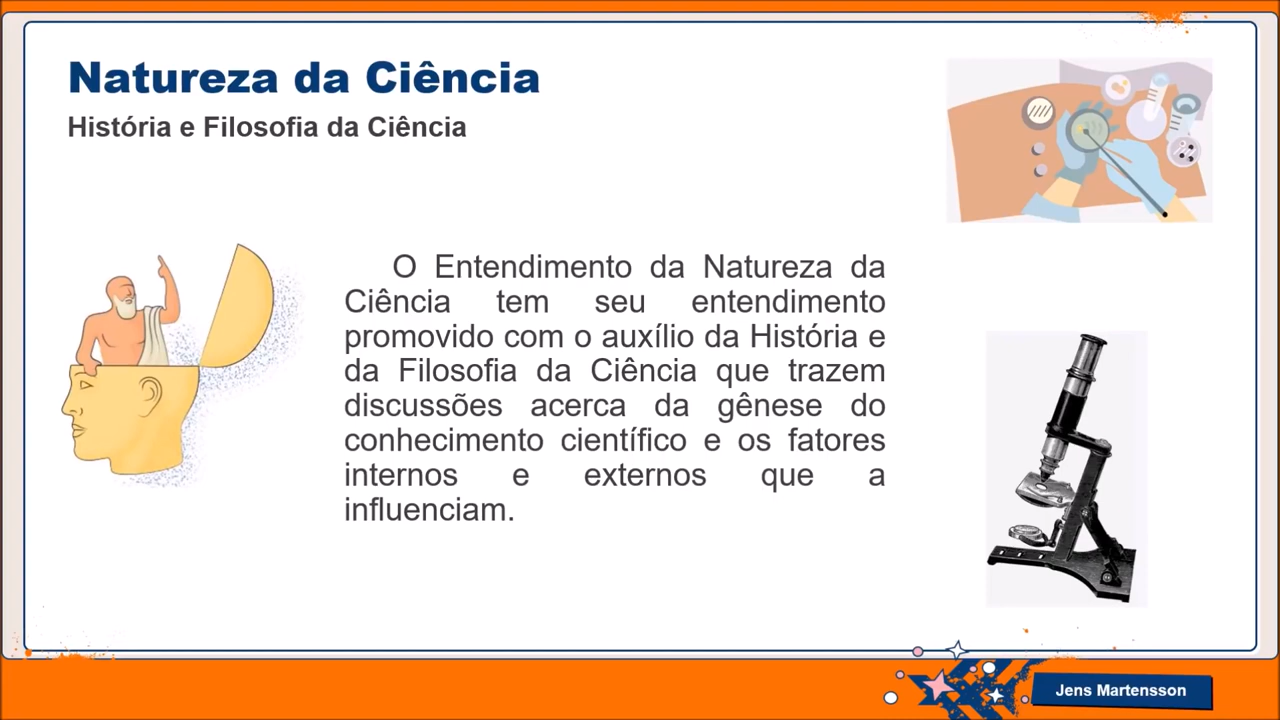 Natureza da Ciência
História e Filosofia da Ciência
O Entendimento da Natureza da
Ciência tem seu entendimento
promovido com o auxílio da História e
da Filosofia da Ciência que trazem
discussões acerca da gênese do
conhecimento científico e os fatores
internos e externos que a
influenciam.
Jens Martensson